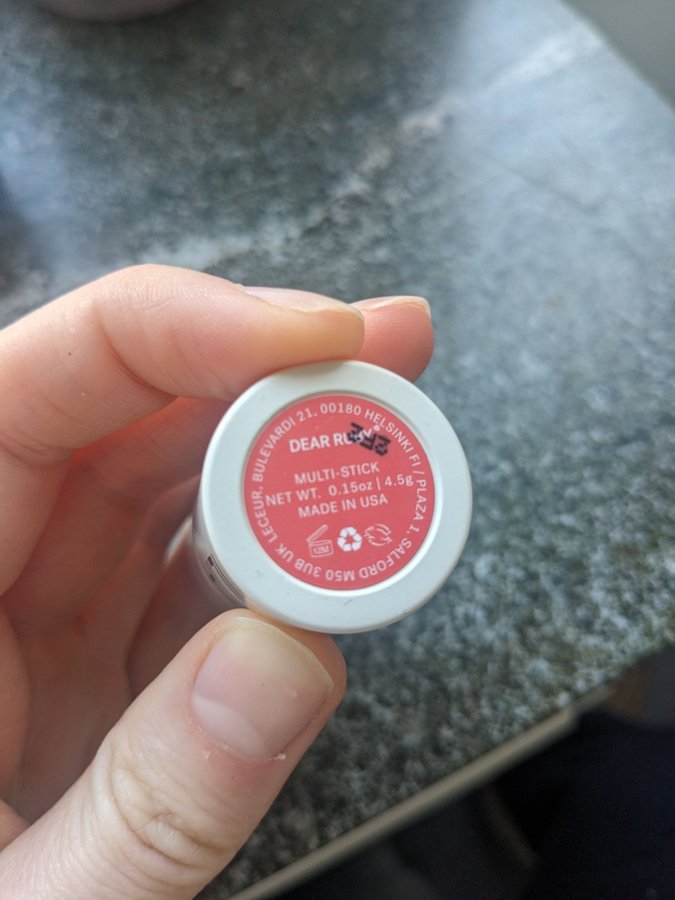 DEAR RUBY
MULTI-STICK
NET WT. 0.15oz | 4.5g
MADE IN USA
12M
LECEUR, BULEVARDI 21, 00180 HELSINKI FI / PLAZA 1, SALFORD M50 3UB UK